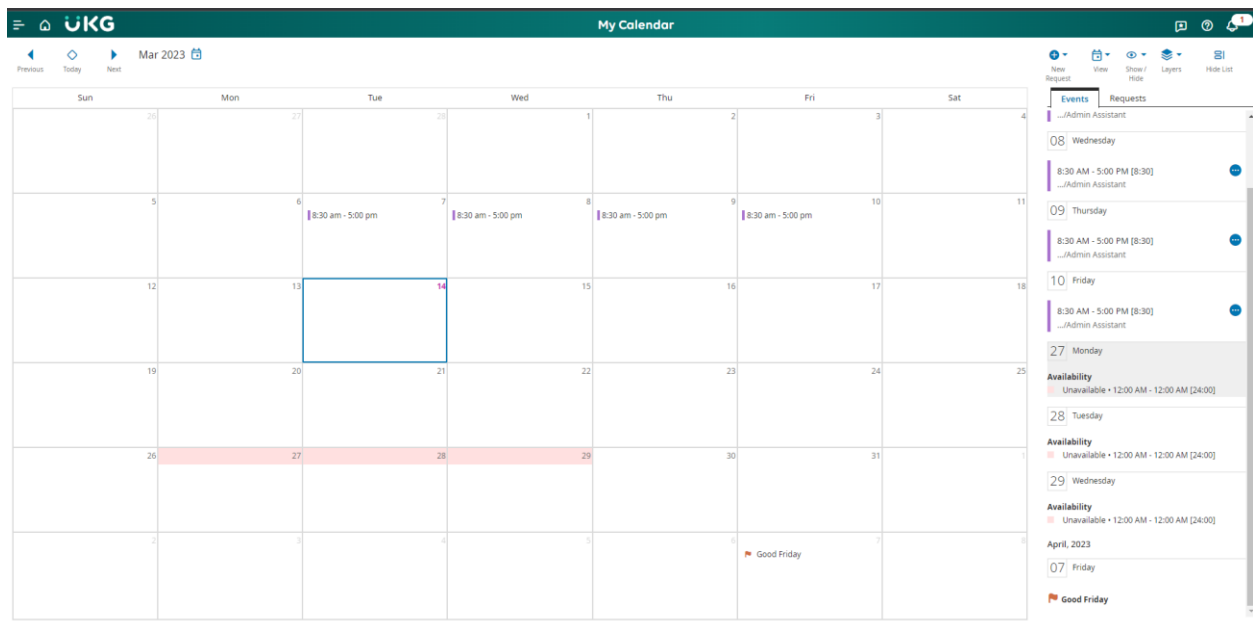 UKG
My Calendar
1
Previous
Today
Next
Mar 2023
New Request
View
Show / Hide
Layers
Hide List
Sun Mon Tue Wed Thu Fri Sat
26 27 28 1 2 3 4
5 6 7 8 9 10 11
8:30 am - 5:00 pm 8:30 am - 5:00 pm 8:30 am - 5:00 pm 8:30 am - 5:00 pm
12 13 14 15 16 17 18
19 20 21 22 23 24 25
26 27 28 29 30 31 1
2 3 4 5 6 7 8
Good Friday
Events Requests
.../Admin Assistant
08 Wednesday
8:30 AM - 5:00 PM [8:30]
.../Admin Assistant
09 Thursday
8:30 AM - 5:00 PM [8:30]
.../Admin Assistant
10 Friday
8:30 AM - 5:00 PM [8:30]
.../Admin Assistant
27 Monday
Availability
Unavailable • 12:00 AM - 12:00 AM [24:00]
28 Tuesday
Availability
Unavailable • 12:00 AM - 12:00 AM [24:00]
29 Wednesday
Availability
Unavailable • 12:00 AM - 12:00 AM [24:00]
April, 2023
07 Friday
Good Friday